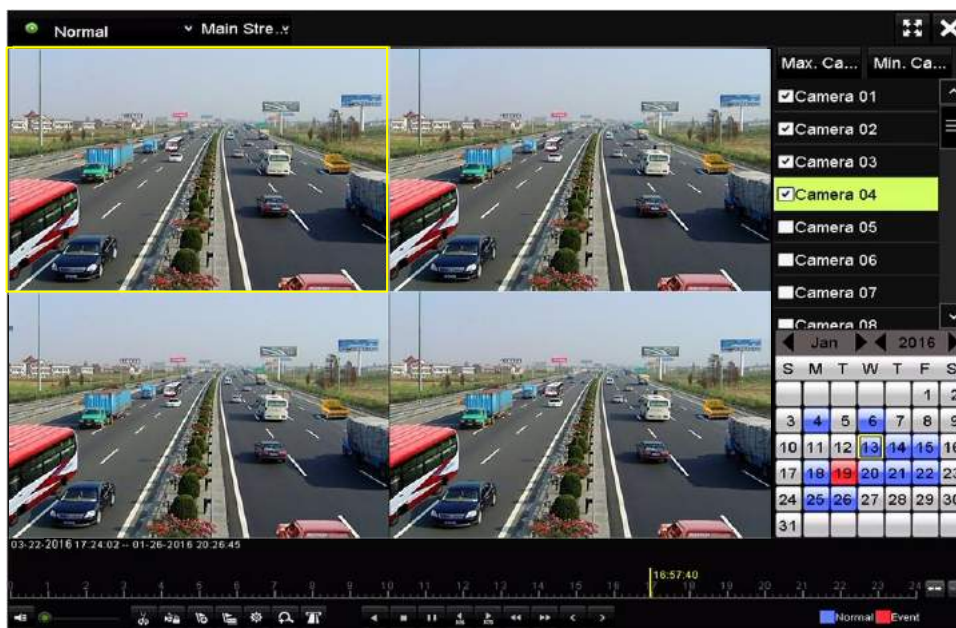 Normal Main Stre..
Max. Ca... Min. Ca...
Camera 01
Camera 02
Camera 03
Camera 04
Camera 05
Camera 06
Camera 07
Camera 08
Jan 2016
S M T W T F S
1 2
3 4 5 6 7 8 9
10 11 12 13 14 15 16
17 18 19 20 21 22 23
24 25 26 27 28 29 30
31
03-22-2016 17:24:02 -- 01-26-2016 20:26:45
16:57:40
0 1 2 3 4 5 6 7 8 9 10 11 12 13 14 15 16 17 18 19 20 21 22 23 24
Normal Event